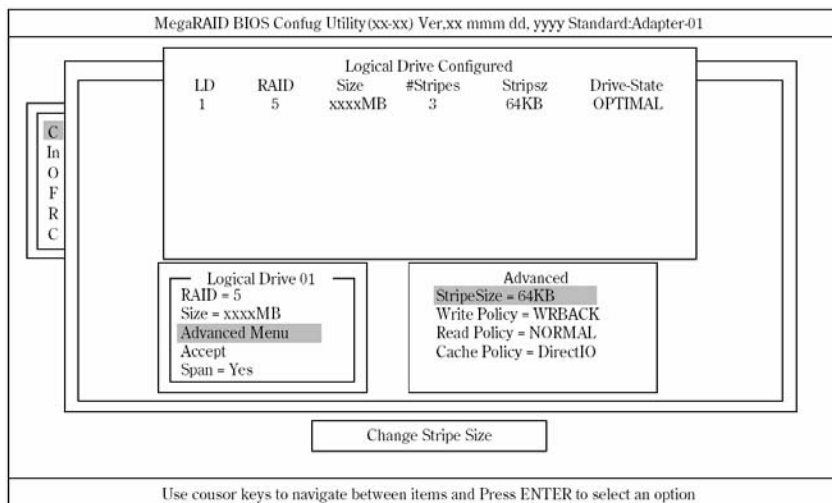 MegaRAID BIOS Confug Utility(xx-xx) Ver,xx mmm dd, yyyy Standard:Adapter-01
Logical Drive Configured
LD RAID Size #Stripes Stripsz Drive-State
1 5 xxxxMB 3 64KB OPTIMAL
C
In
O
F
R
C
Logical Drive 01
RAID = 5
Size = xxxxMB
Advanced Menu
Accept
Span = Yes
Advanced
StripeSize = 64KB
Write Policy = WRBACK
Read Policy = NORMAL
Cache Policy = DirectIO
Change Stripe Size
Use cousor keys to navigate between items and Press ENTER to select an option